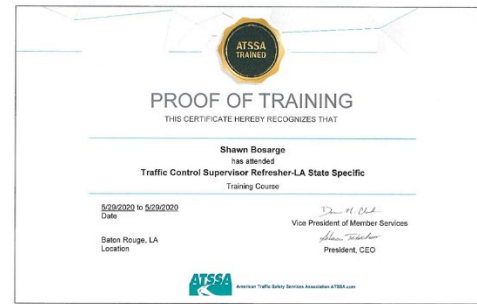 ATSSA
TRAINED
PROOF OF TRAINING
THIS CERTIFICATE HEREBY RECOGNIZES THAT
Shawn Bosarge
has attended
Traffic Control Supervisor Refresher-LA State Specific
Training Course
5/29/2020 to 5/29/2020
Date
Vice President of Member Services
Baton Rouge, LA
Location
President, CEO
ATSSA
American Traffic Safety Services Association ATSSA.com